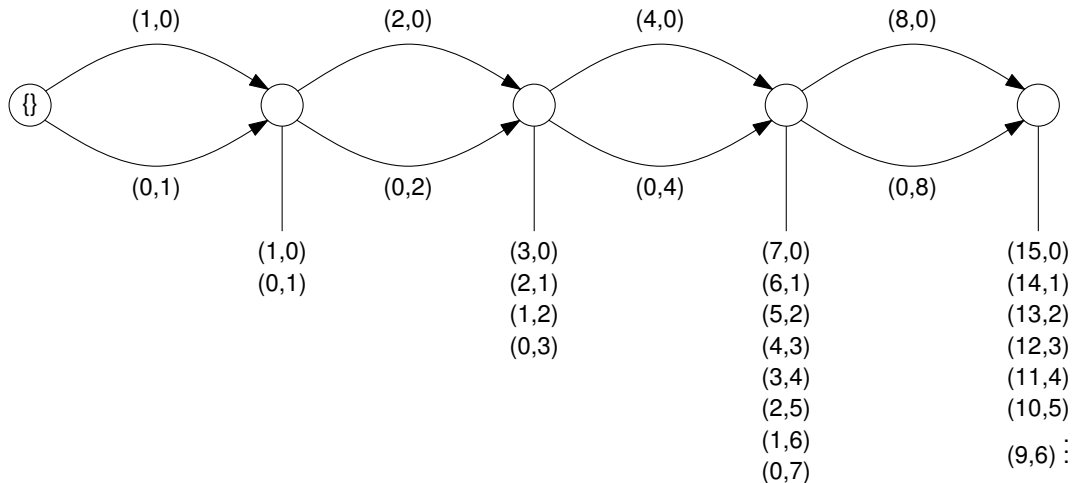 (1,0) (2,0) (4,0) (8,0)
{}
(0,1) (0,2) (0,4) (0,8)
(1,0) (3,0) (7,0) (15,0)
(0,1) (2,1) (6,1) (14,1)
(1,2) (5,2) (13,2)
(0,3) (4,3) (12,3)
(3,4) (11,4)
(2,5) (10,5)
(1,6) (9,6) :
(0,7)